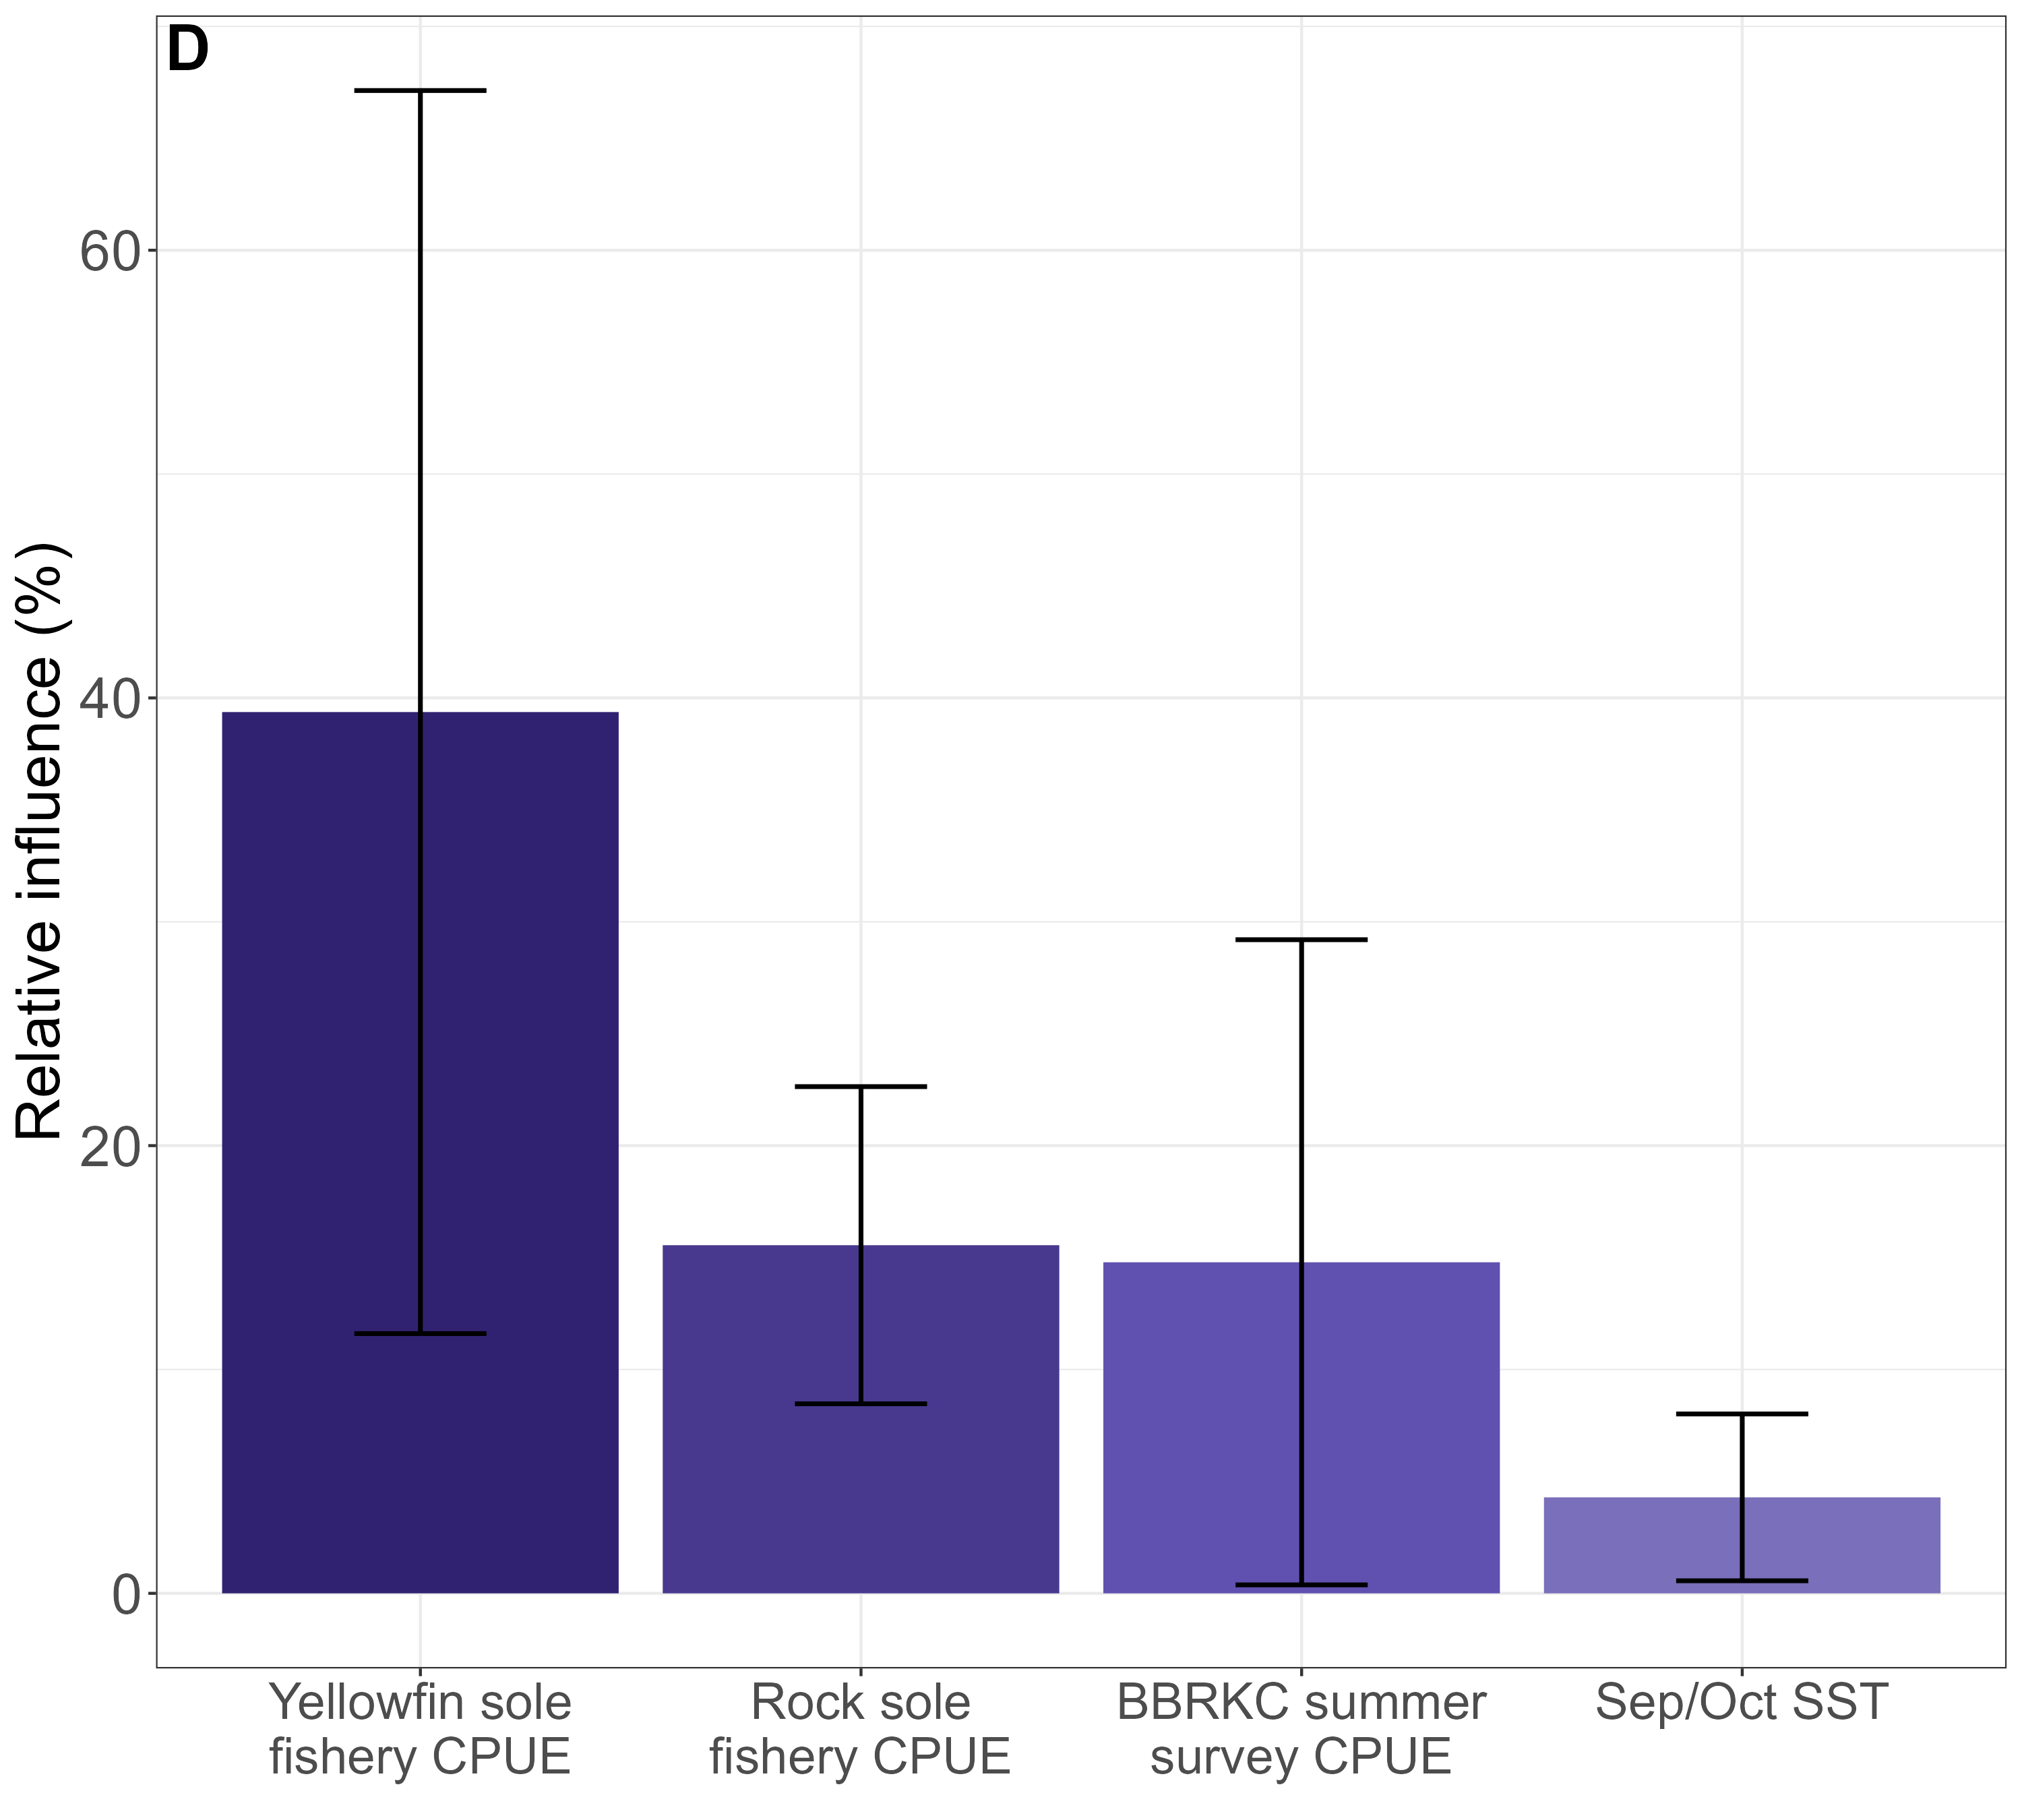 D
Relative influence (%)
60
40
20
0
Yellowfin sole
fishery CPUE
Rock sole
fishery CPUE
BBRKC summer
survey CPUE
Sep/Oct SST